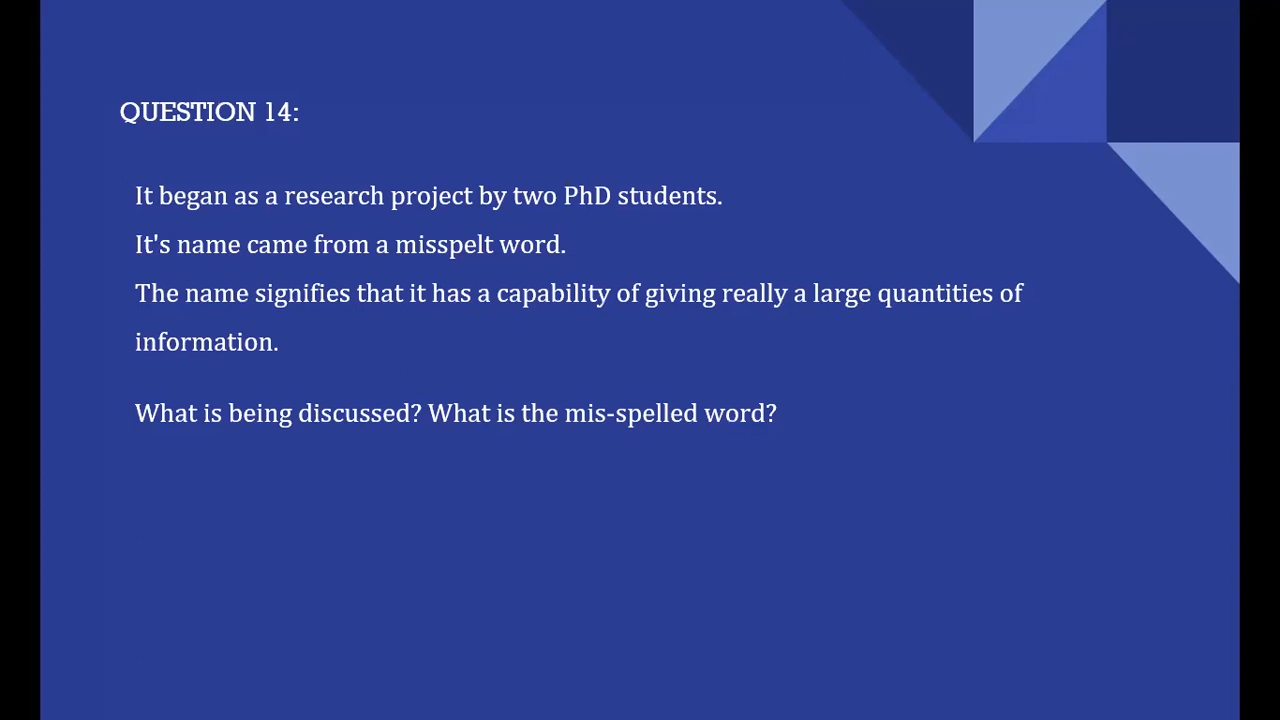 QUESTION 14:
It began as a research project by two PhD students.
It's name came from a misspelt word.
The name signifies that it has a capability of giving really a large quantities of
information.
What is being discussed? What is the mis-spelled word?